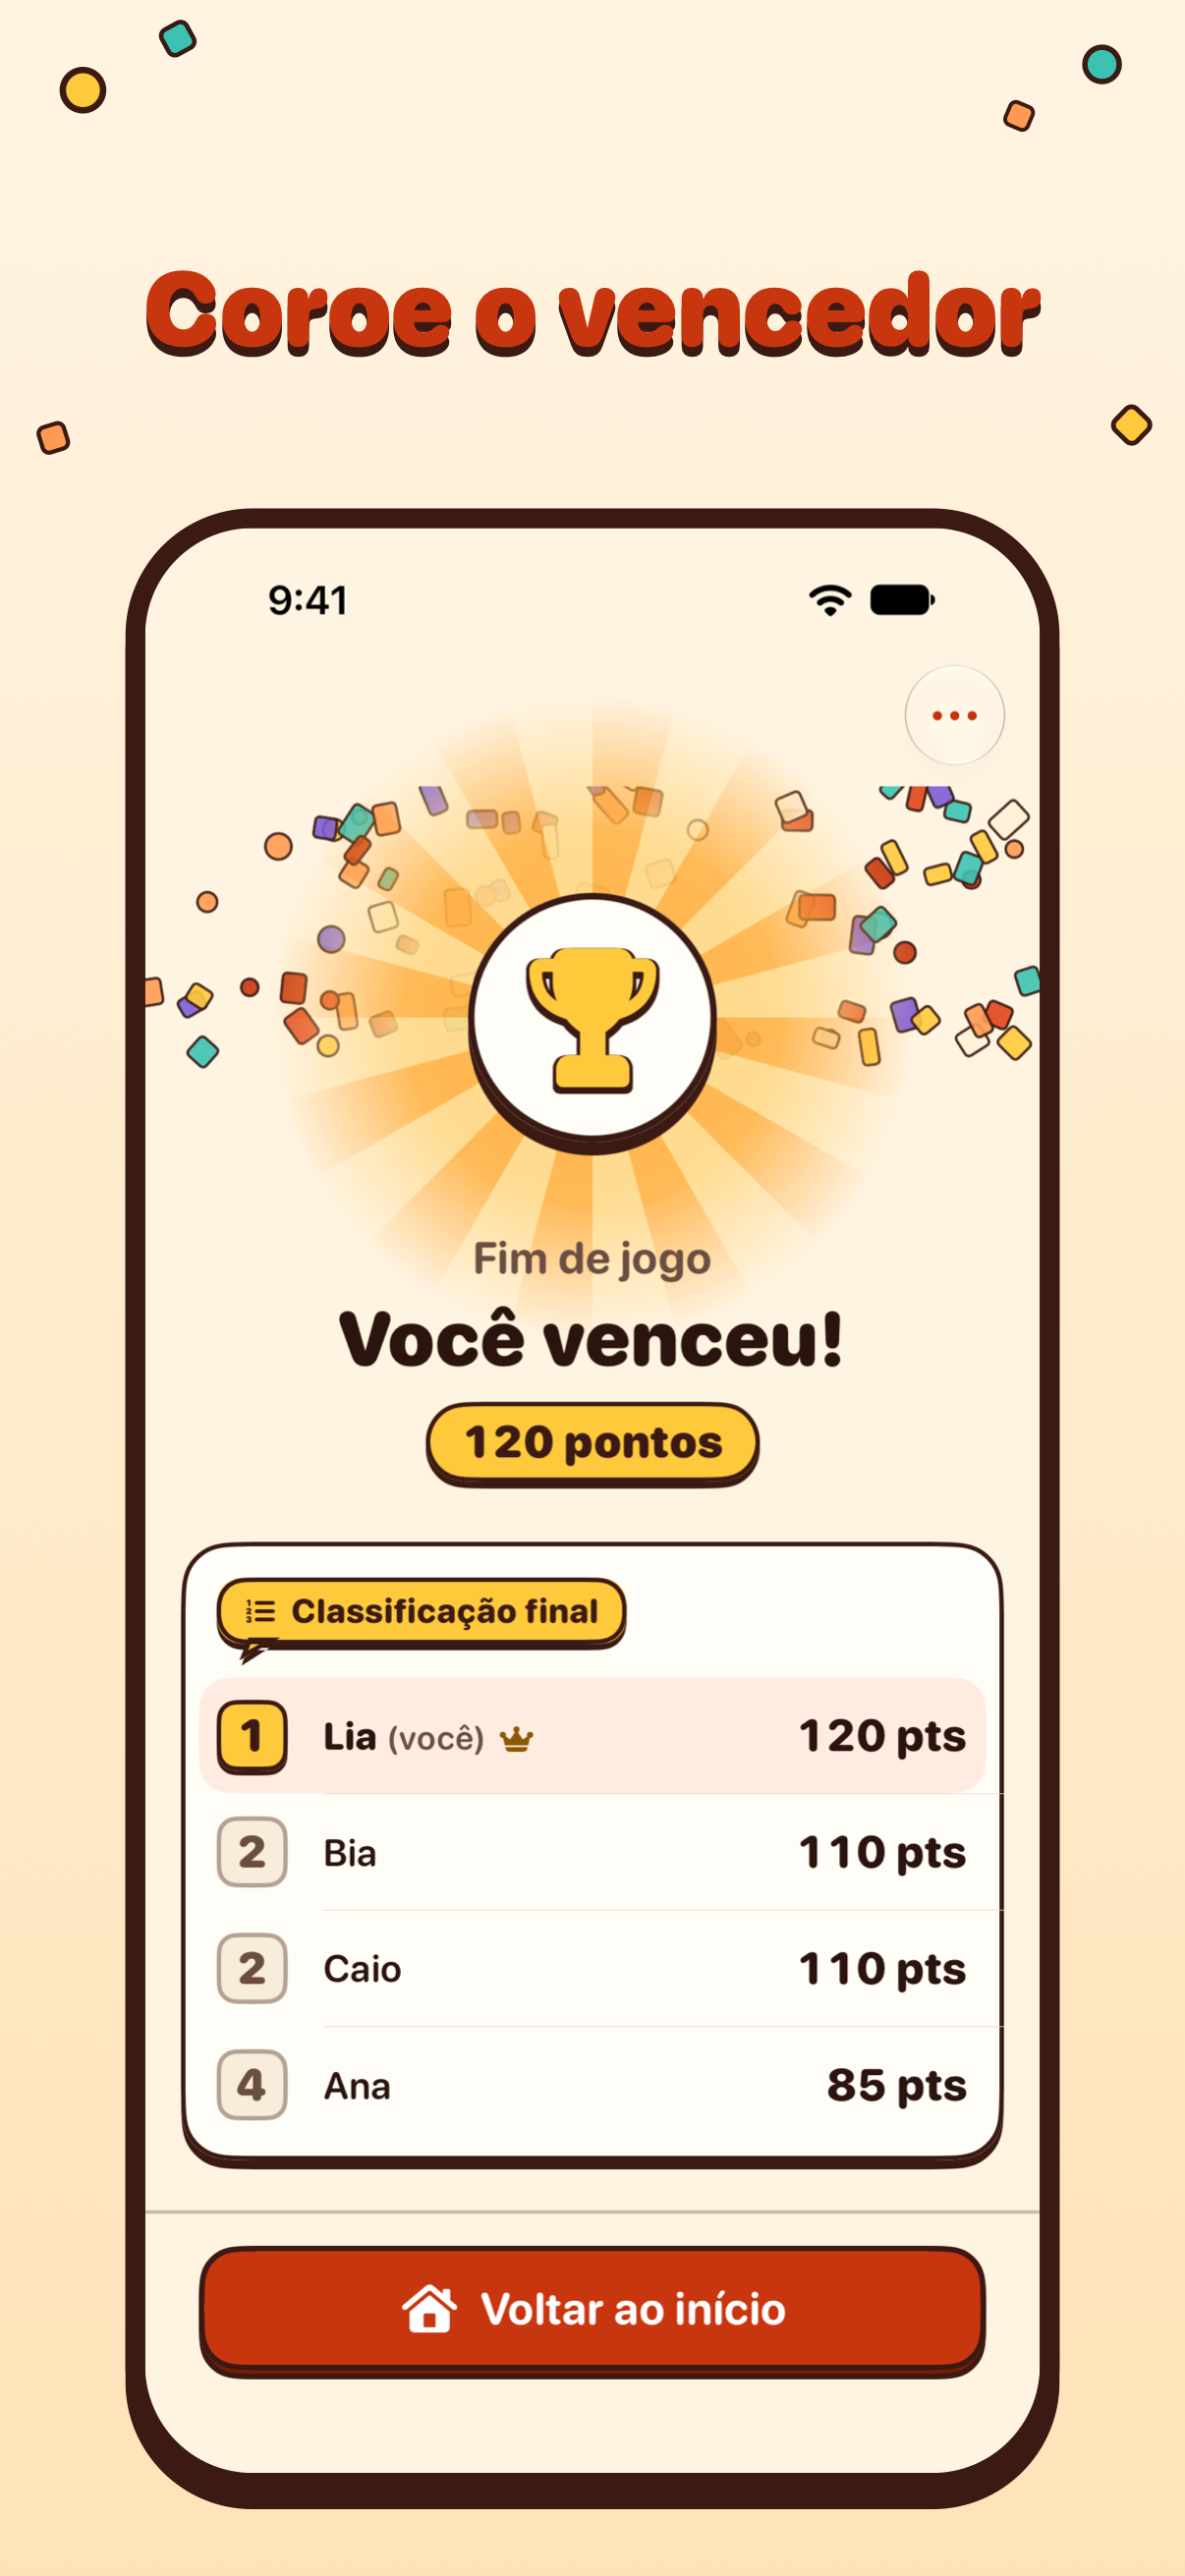 Coroe o vencedor
9:41
Fim de jogo
Você venceu!
120 pontos
Classificação final
1 Lia (você) 120 pts
2 Bia 110 pts
2 Caio 110 pts
4 Ana 85 pts
Voltar ao início